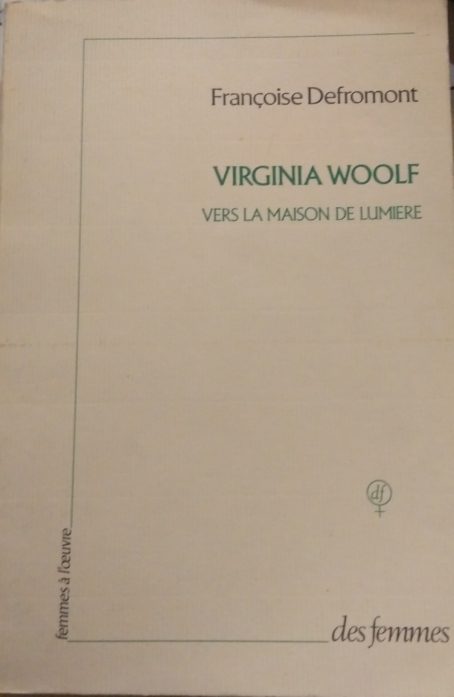 Françoise Defromont
VIRGINIA WOOLF
VERS LA MAISON DE LUMIERE
df
femmes à l'œuvre
des femmes